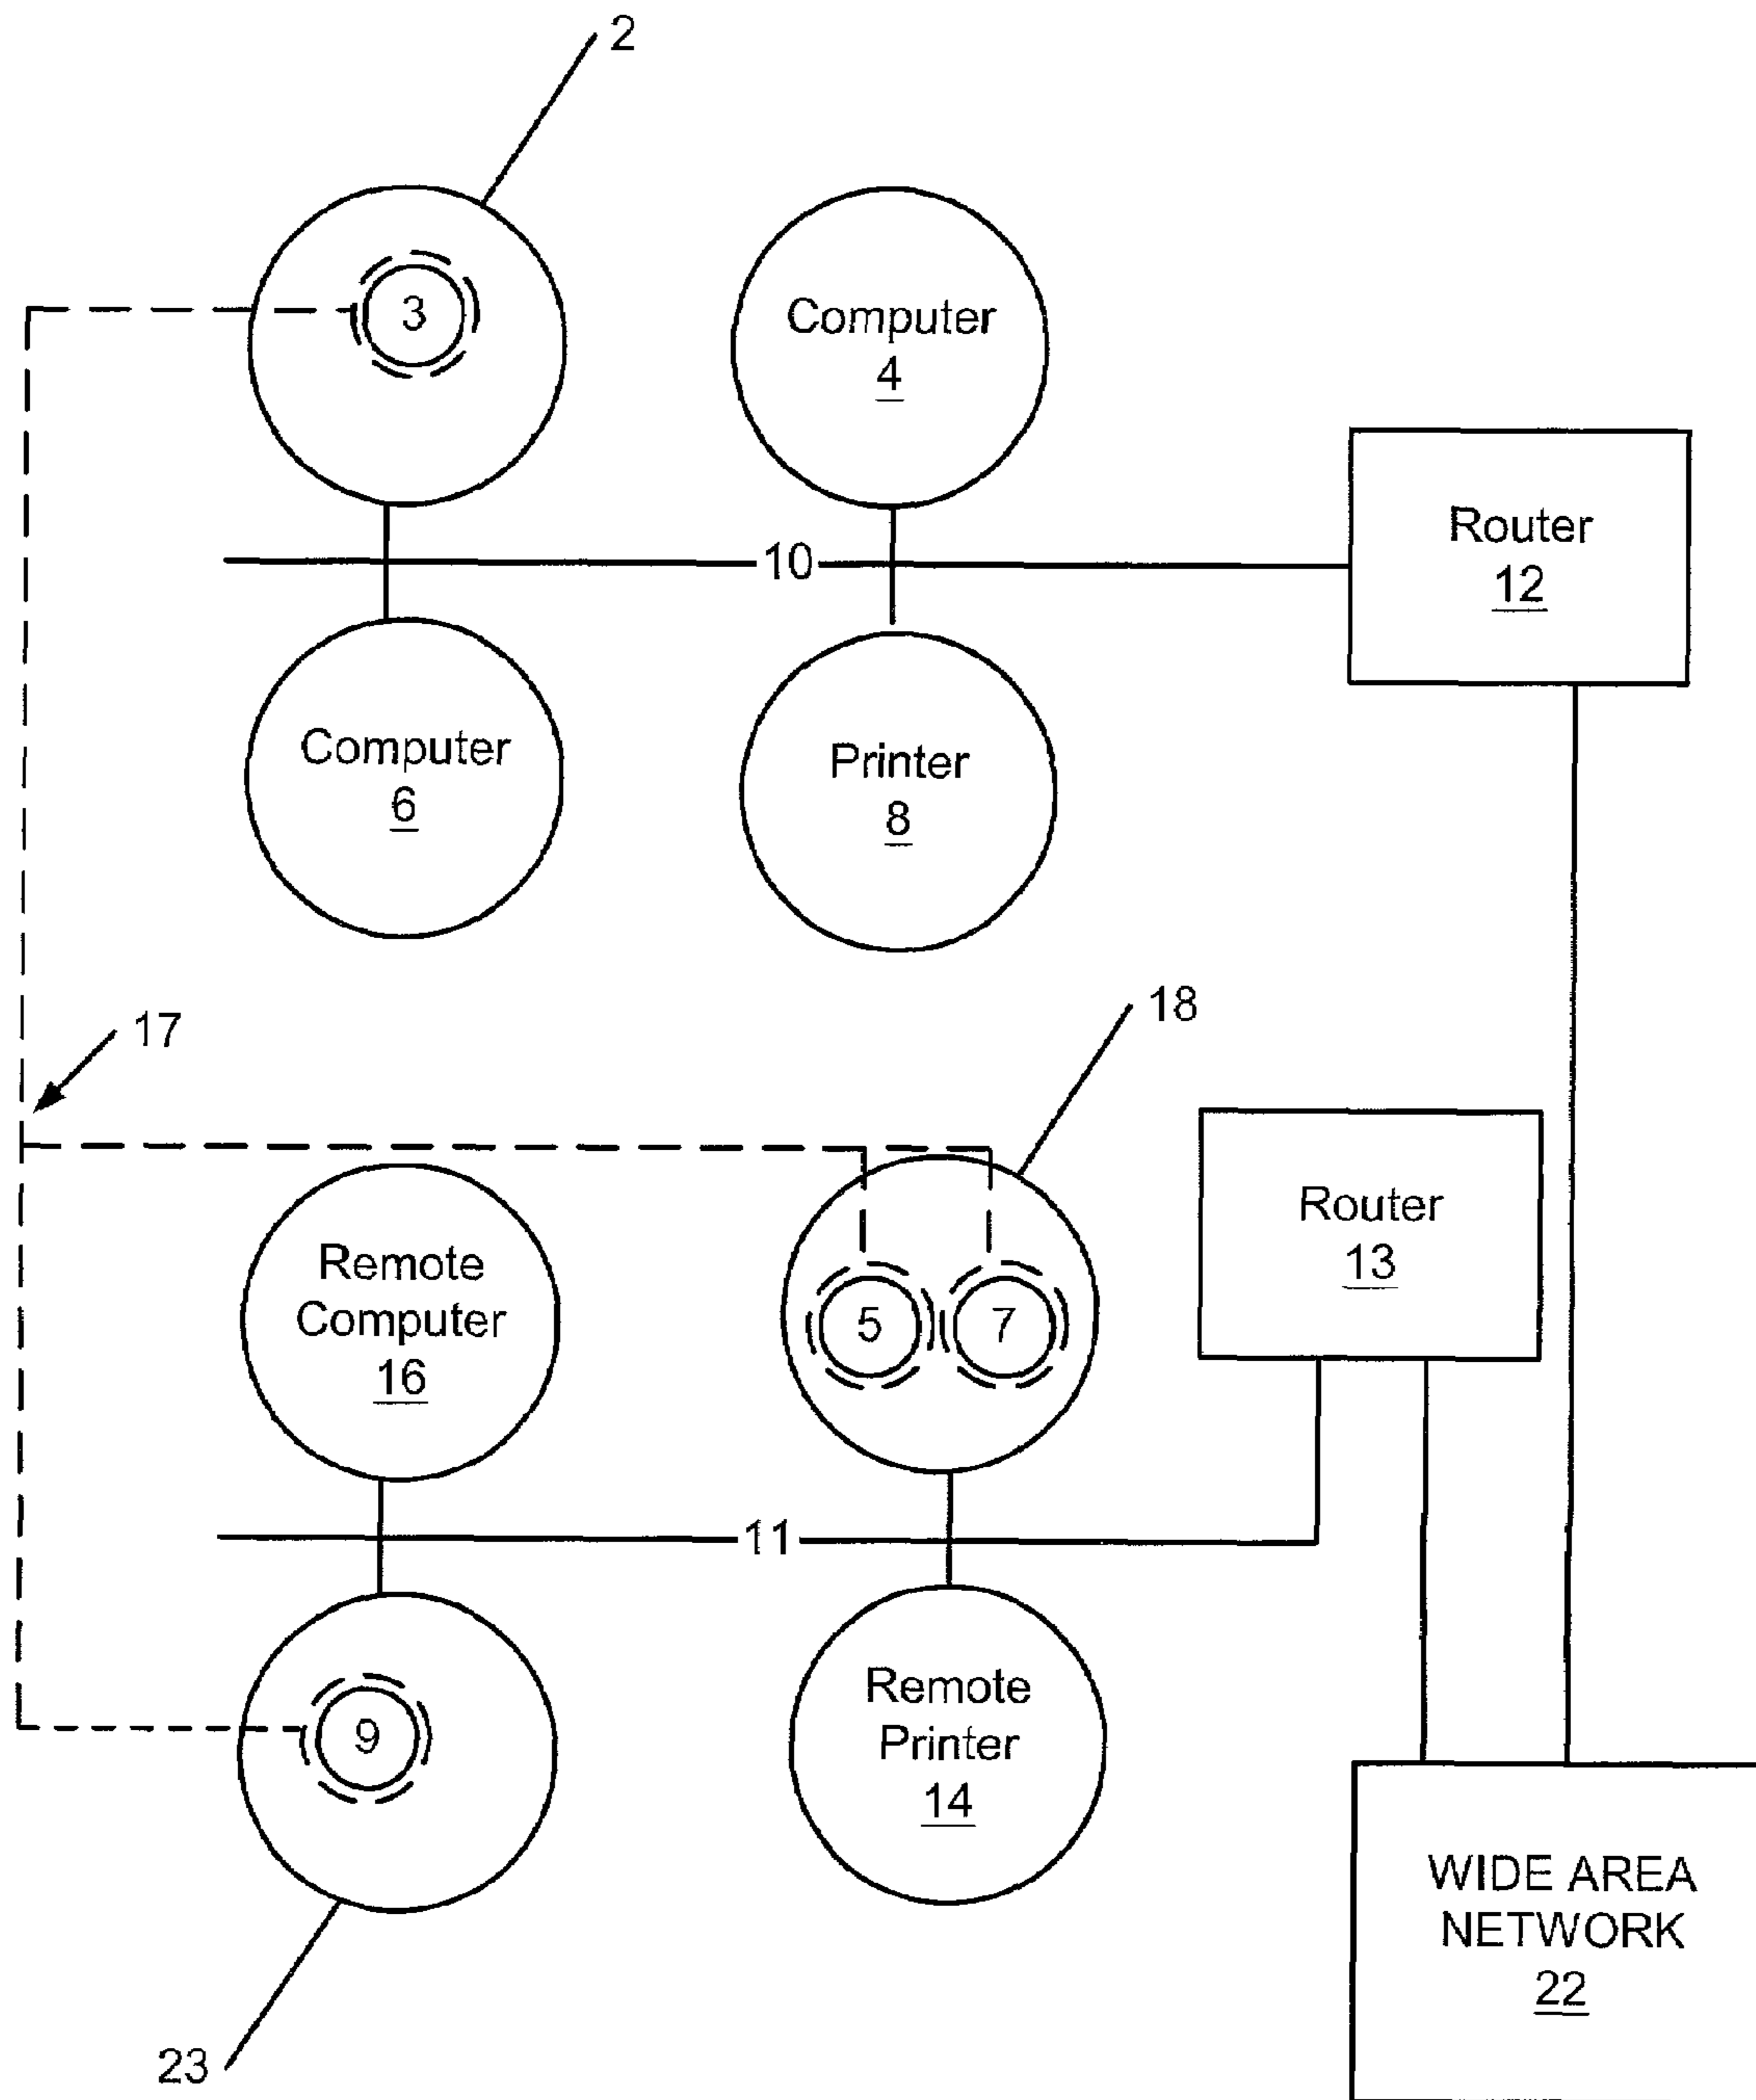 2
3
Computer
4
10
Router
12
Computer
6
Printer
8
17
18
Remote
Computer
16
5
7
Router
13
11
9
Remote
Printer
14
23
WIDE AREA
NETWORK
22